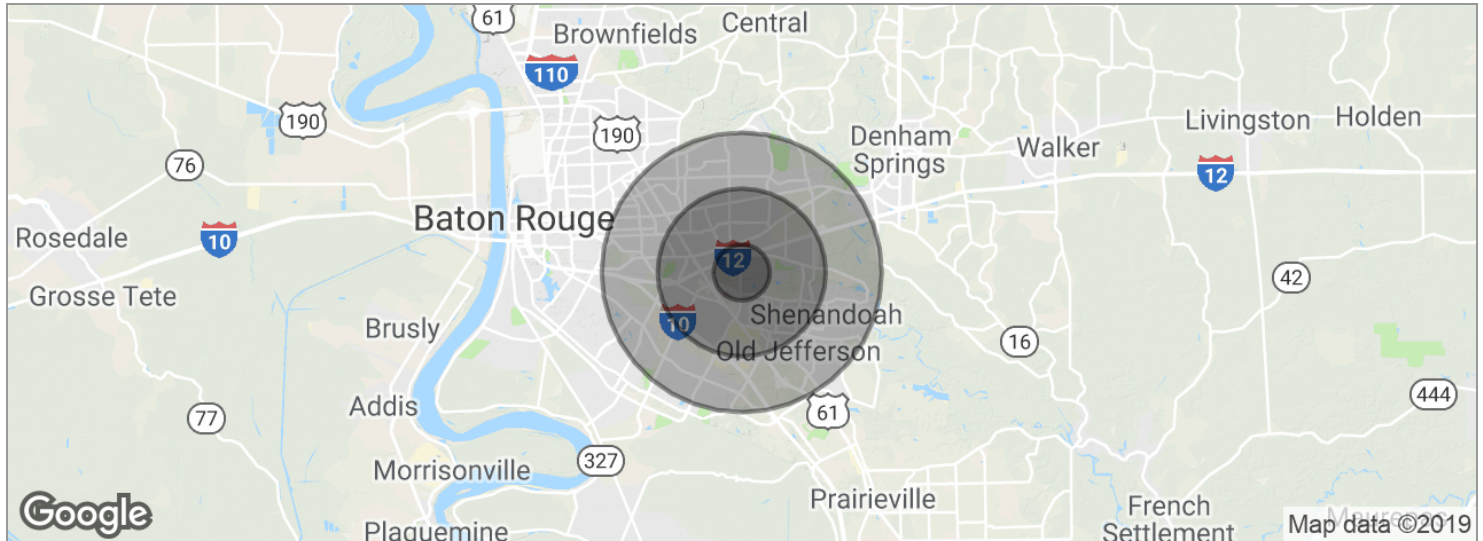 61
Brownfields
Central
110
190
190
Denham
Springs
Livingston
Holden
Walker
76
12
Baton Rouge
10
Rosedale
12
42
Grosse Tete
10
Shenandoah
Brusly
Old Jefferson
16
Addis
61
444
77
327
Morrisonville
Prairieville
French
Settlement
Maurepas
Plaquemine
Google
Map data ©2019